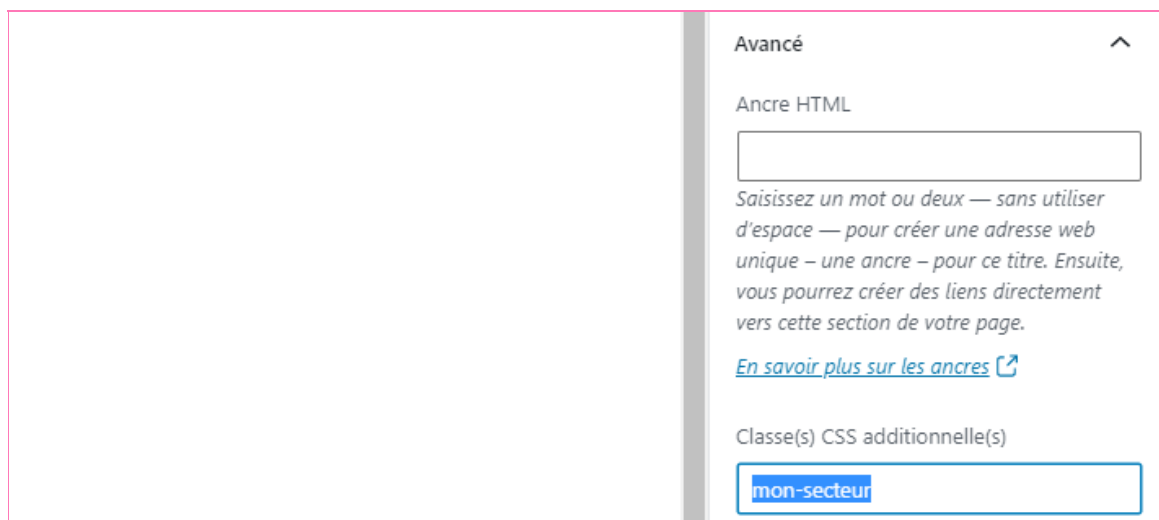 Avancé
Ancre HTML
Saisissez un mot ou deux — sans utiliser
d'espace — pour créer une adresse web
unique – une ancre – pour ce titre. Ensuite,
vous pourrez créer des liens directement
vers cette section de votre page.
En savoir plus sur les ancres
Classe(s) CSS additionnelle(s)
mon-secteur